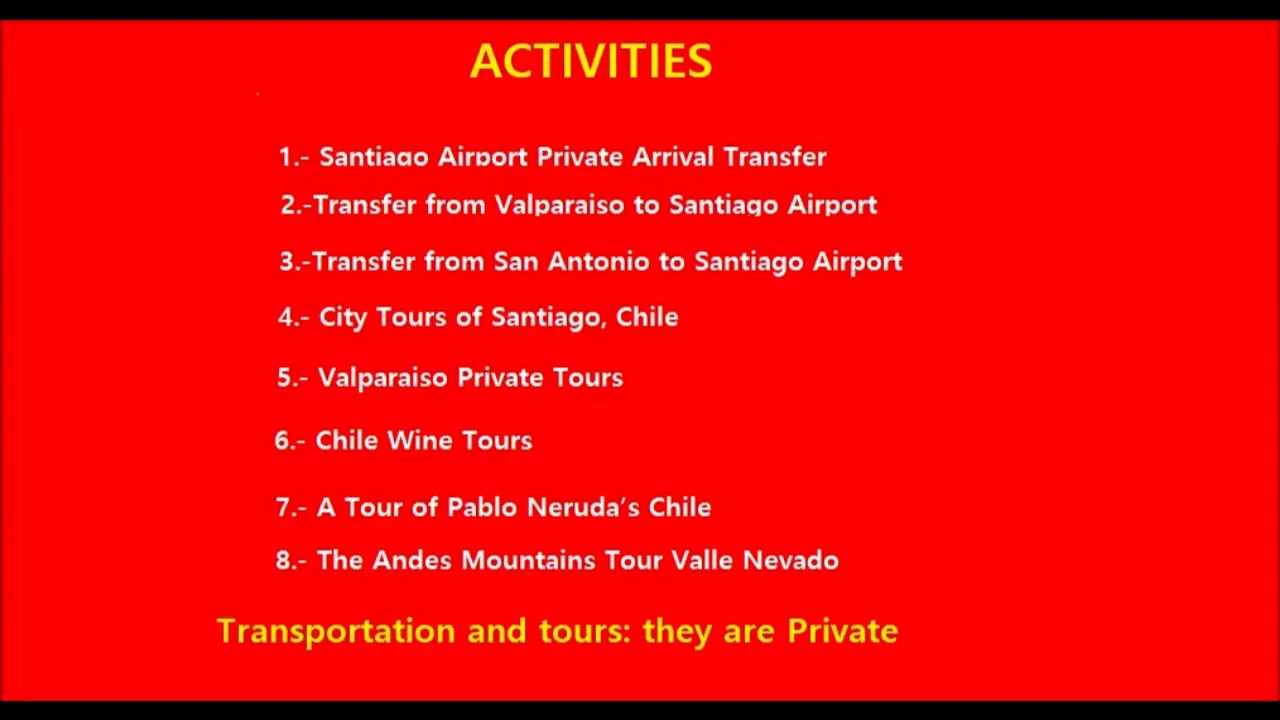 ACTIVITIES
1.- Santiago Airport Private Arrival Transfer
2.-Transfer from Valparaiso to Santiago Airport
3.-Transfer from San Antonio to Santiago Airport
4.- City Tours of Santiago, Chile
5.- Valparaiso Private Tours
6.- Chile Wine Tours
7.- A Tour of Pablo Neruda's Chile
8.- The Andes Mountains Tour Valle Nevado
Transportation and tours: they are Private